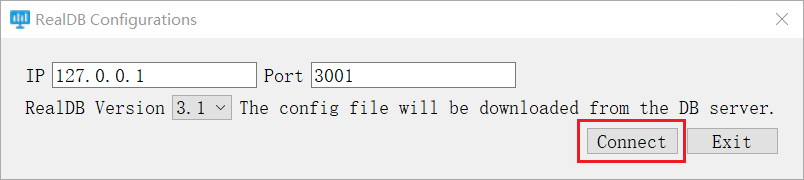 RealDB Configurations
IP 127.0.0.1 Port 3001
RealDB Version 3.1 The config file will be downloaded from the DB server.
Connect Exit